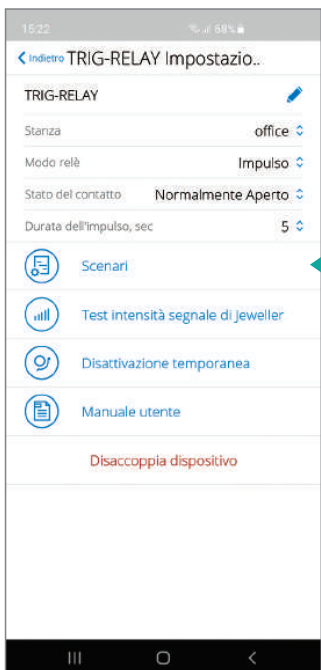 15:22 68%
Indietro TRIG-RELAY Impostazio..
TRIG-RELAY
Stanza office
Modo relè Impulso
Stato del contatto Normalmente Aperto
Durata dell'impulso, sec 5
Scenari
Test intensità segnale di Jeweller
Disattivazione temporanea
Manuale utente
Disaccoppia dispositivo